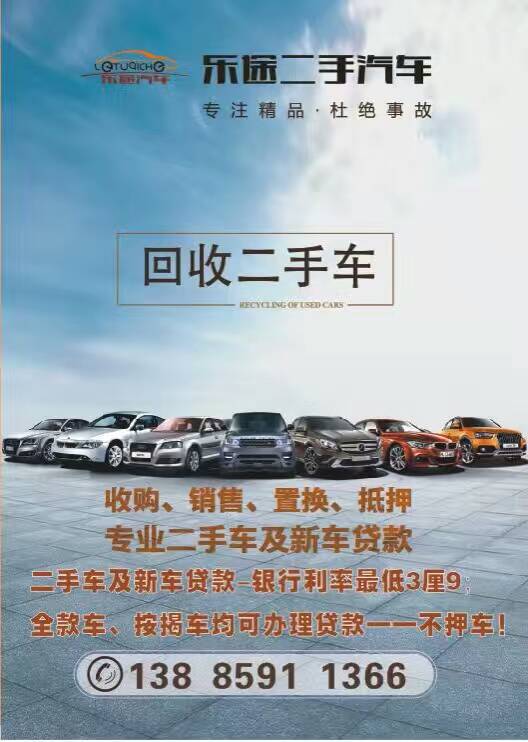 LOTUQICHE
乐途汽车
乐途二手汽车
专注精品·杜绝事故
回收二手车
RECYCLING OF USED CARS
收购、销售、置换、抵押
专业二手车及新车贷款
二手车及新车贷款-银行利率最低3厘9;
全款车、按揭车均可办理贷款——不押车!
138 8591 1366